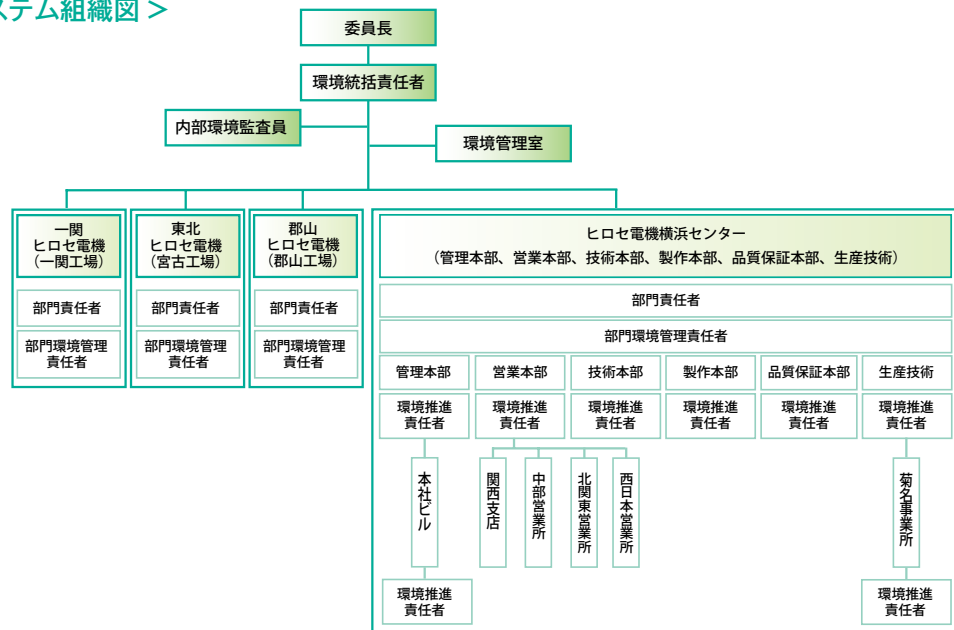 ステム組織図 >
委員長
環境統括責任者
内部環境監査員
環境管理室
一関
ヒロセ電機
（一関工場）
部門責任者
部門環境管理
責任者
東北
ヒロセ電機
（宮古工場）
部門責任者
部門環境管理
責任者
郡山
ヒロセ電機
（郡山工場）
部門責任者
部門環境管理
責任者
ヒロセ電機横浜センター
（管理本部、営業本部、技術本部、製作本部、品質保証本部、生産技術）
部門責任者
部門環境管理責任者
管理本部
営業本部
技術本部
製作本部
品質保証本部
生産技術
環境推進
責任者
環境推進
責任者
環境推進
責任者
環境推進
責任者
環境推進
責任者
環境推進
責任者
本社ビル
関西支店
中部営業所
北関東営業所
西日本営業所
菊名事業所
環境推進
責任者
環境推進
責任者